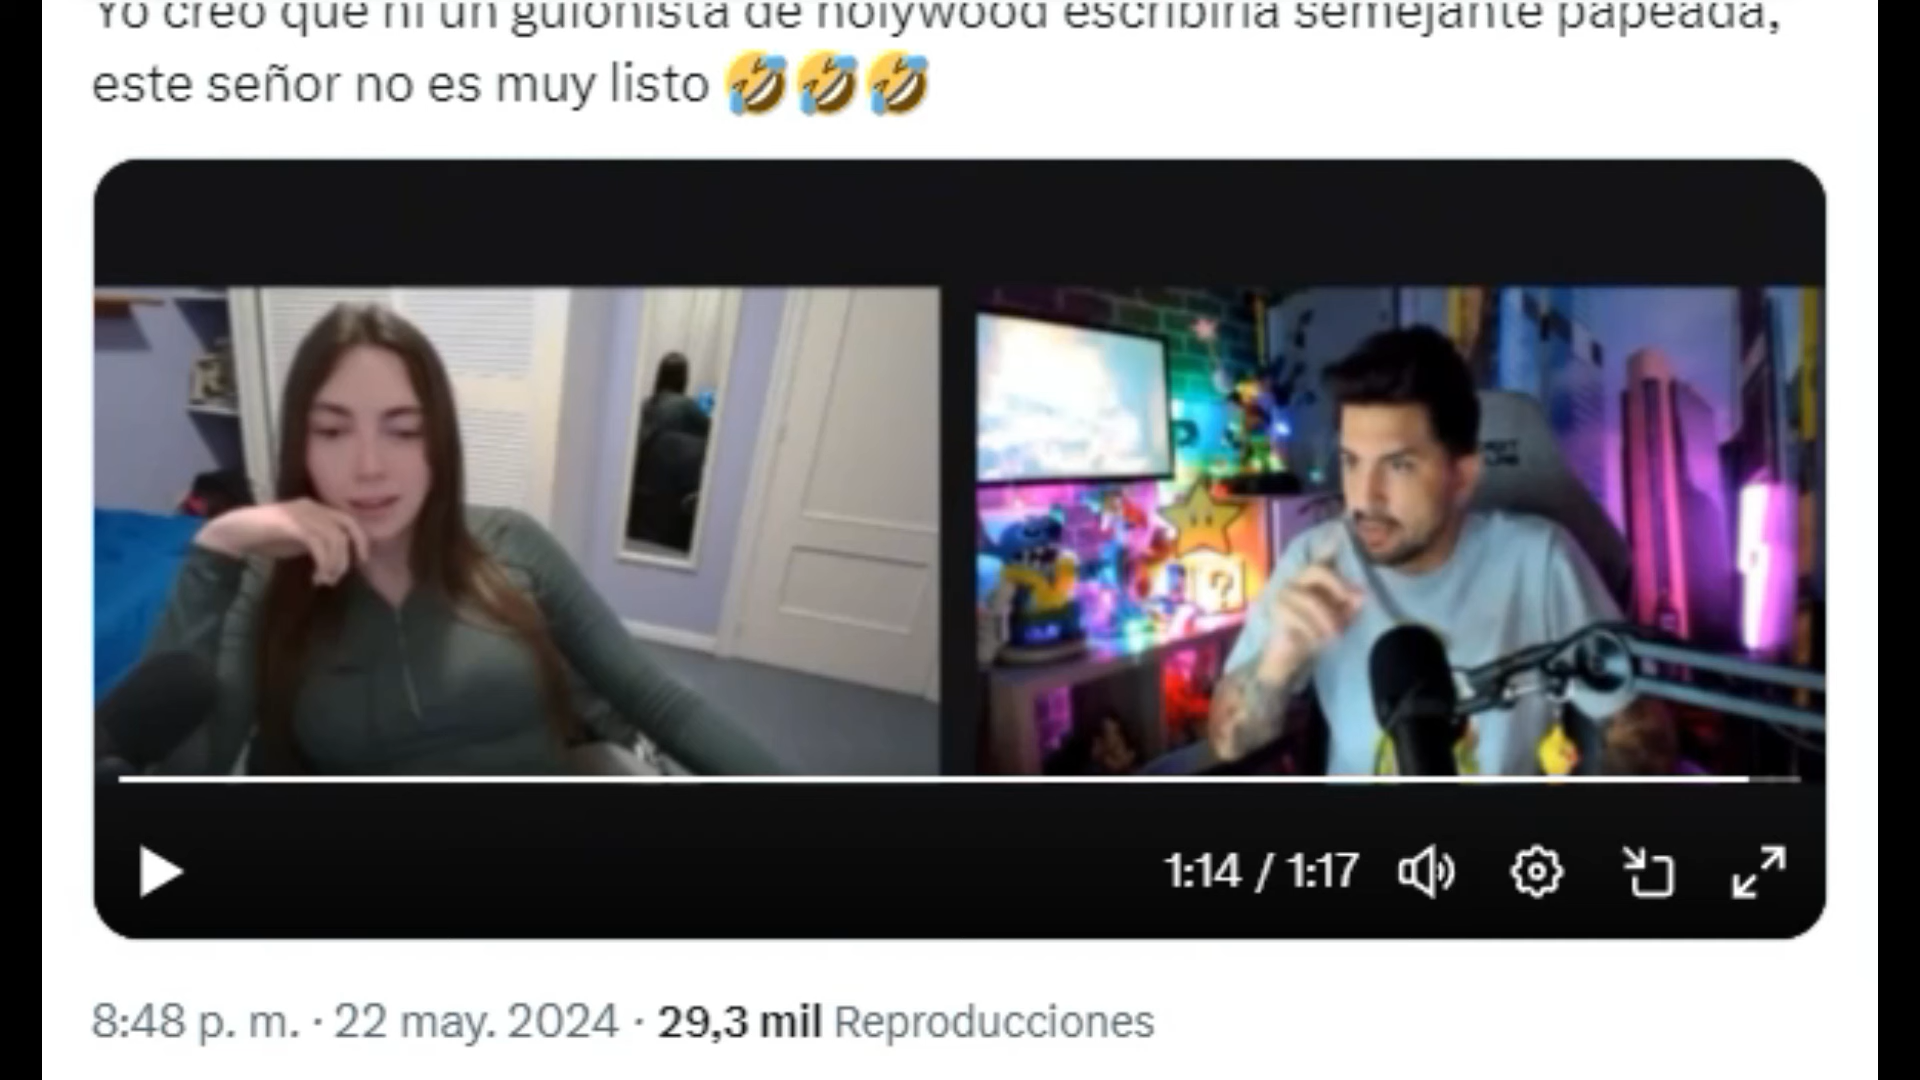 Yo creo que ni un guionista de holywood escribiria semejante papeada,
este señor no es muy listo 🤣🤣🤣
1:14 / 1:17
8:48 p. m. · 22 may. 2024 · 29,3 mil Reproducciones